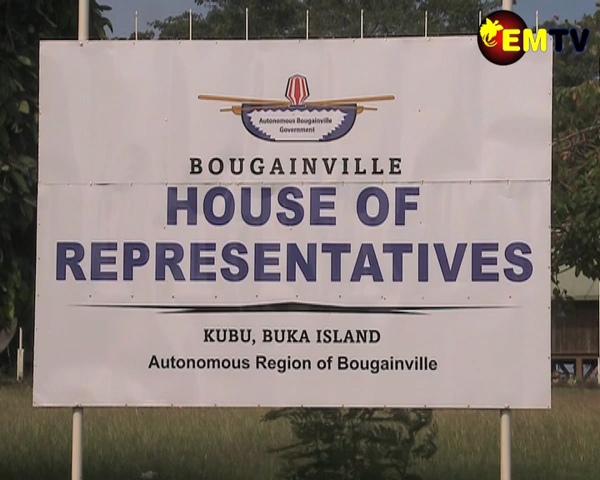 EMTV
Autonomous Bougainville
Government
BOUGAINVILLE
HOUSE OF
REPRESENTATIVES
KUBU, BUKA ISLAND
Autonomous Region of Bougainville